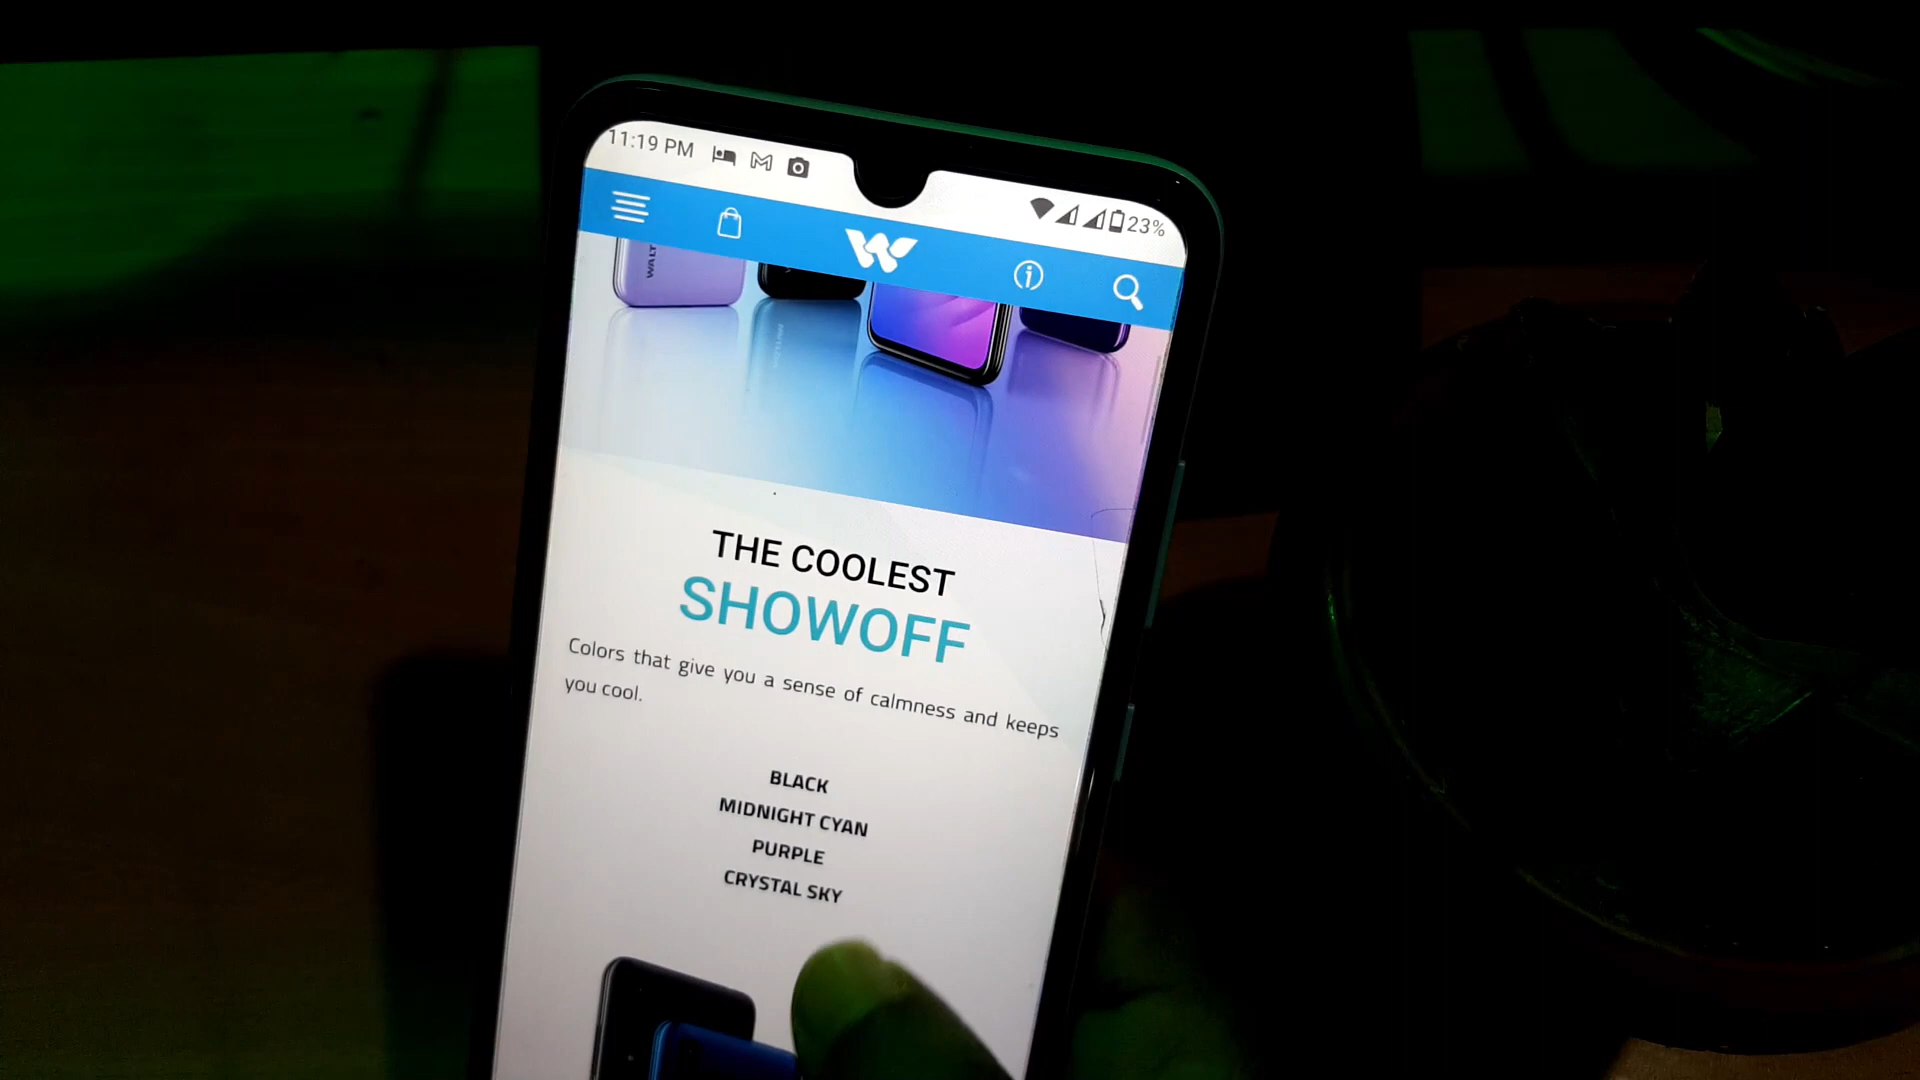 11:19 PM 23%
WALT
THE COOLEST
SHOWOFF
Colors that give you a sense of calmness and keeps
you cool.
BLACK
MIDNIGHT CYAN
PURPLE
CRYSTAL SKY